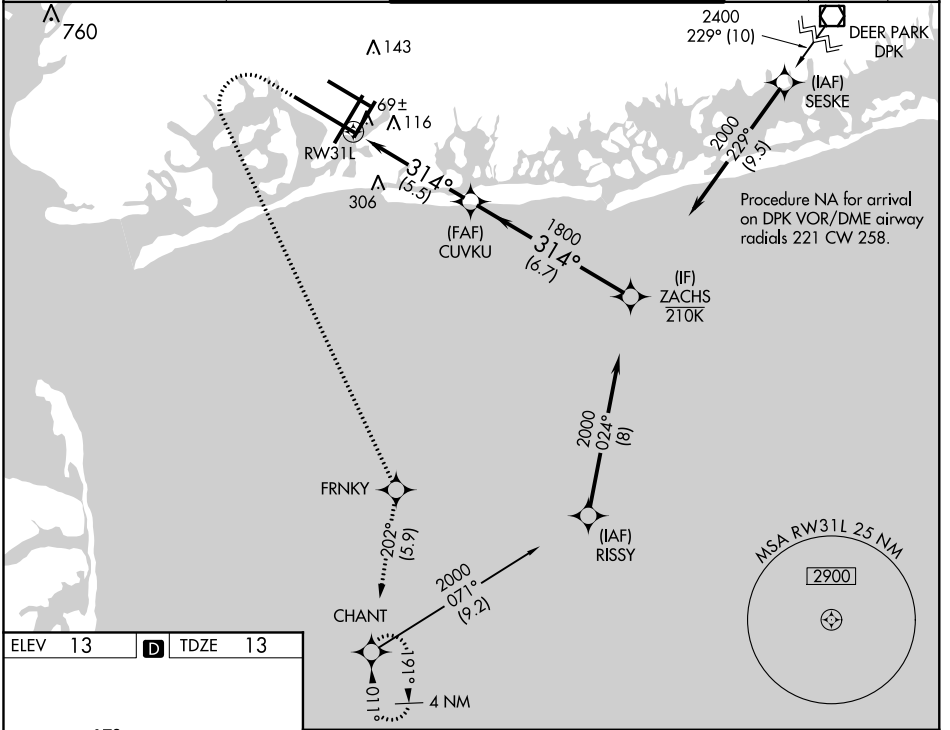 760
143
69±
116
RW31L
306
2400
229° (10)
DEER PARK
DPK
(IAF)
SESKE
2000
229°
(9.5)
Procedure NA for arrival
on DPK VOR/DME airway
radials 221 CW 258.
314°
(5.5)
(FAF)
CUVKU
1800
314°
(6.7)
(IF)
ZACHS
210K
2000
024°
(8)
(IAF)
RISSY
FRNKY
202°
(5.9)
2000
071°
(9.2)
CHANT
161°
011°
4 NM
MSA RW31L 25 NM
2900
ELEV 13 D TDZE 13